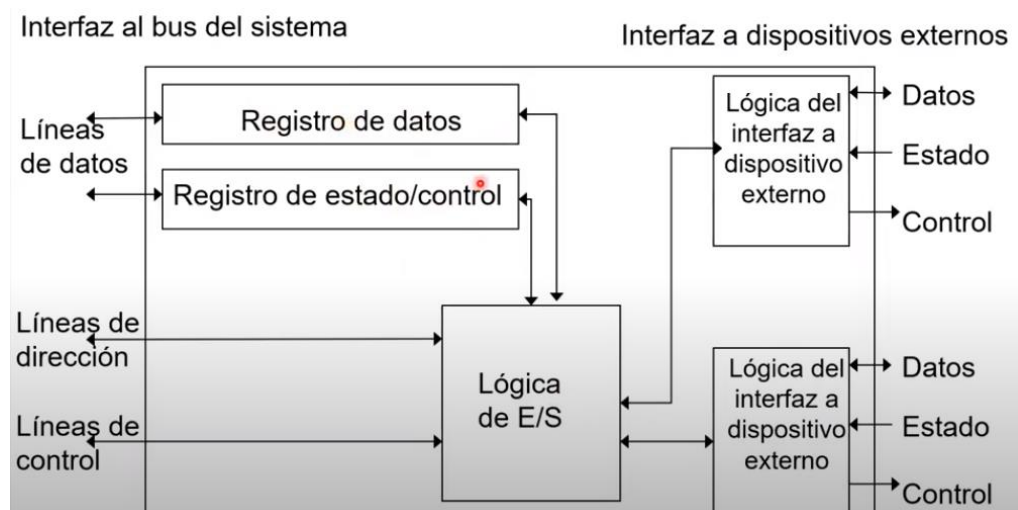 Interfaz al bus del sistema
Interfaz a dispositivos externos
Líneas
de datos
Registro de datos
Registro de estado/control
Líneas de
dirección
Líneas de
control
Lógica
de E/S
Lógica del
interfaz a
dispositivo
externo
Datos
Estado
Control
Lógica del
interfaz a
dispositivo
externo
Datos
Estado
Control